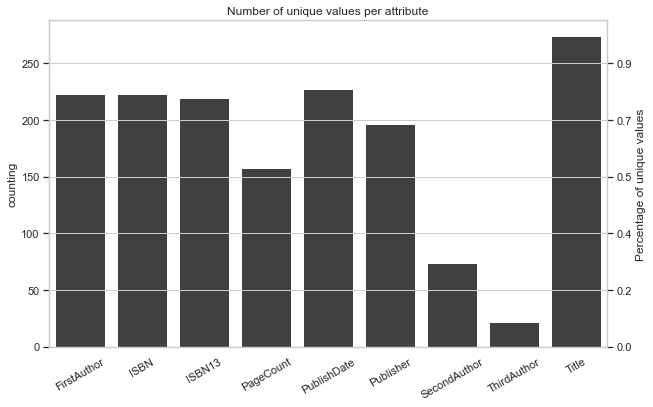 Number of unique values per attribute
250
200
150
100
50
0
counting
0.9
0.7
0.5
0.4
0.2
0.0
Percentage of unique values
FirstAuthor
ISBN
ISBN13
PageCount
PublishDate
Publisher
SecondAuthor
ThirdAuthor
Title